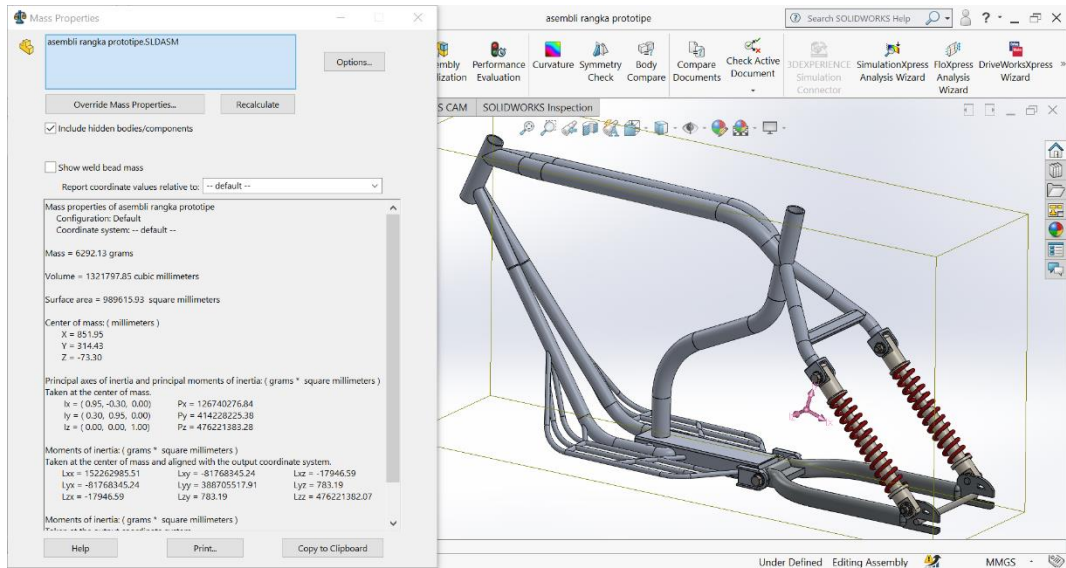 Mass Properties
asembli rangka prototipe.SLDASM
Options...
Override Mass Properties...
Recalculate
Include hidden bodies/components
Show weld bead mass
Report coordinate values relative to: -- default --
Mass properties of asembli rangka prototipe
Configuration: Default
Coordinate system: -- default --
Mass = 6292.13 grams
Volume = 1321797.85 cubic millimeters
Surface area = 989615.93 square millimeters
Center of mass: ( millimeters )
X = 851.95
Y = 314.43
Z = -73.30
Principal axes of inertia and principal moments of inertia: ( grams * square millimeters )
Taken at the center of mass.
Ix = ( 0.95, -0.30, 0.00) Px = 126740276.84
Iy = ( 0.30, 0.95, 0.00) Py = 414228225.38
Iz = ( 0.00, 0.00, 1.00) Pz = 476221383.28
Moments of inertia: ( grams * square millimeters )
Taken at the center of mass and aligned with the output coordinate system.
Lxx = 152262985.51 Lxy = -81768345.24 Lxz = -17946.59
Lyx = -81768345.24 Lyy = 388705517.91 Lyz = 783.19
Lzx = -17946.59 Lzy = 783.19 Lzz = 476221382.07
Moments of inertia: ( grams * square millimeters )
Help
Print...
Copy to Clipboard
asembli rangka prototipe
Search SOLIDWORKS Help
?
embly
lization
Performance
Evaluation
Curvature
Symmetry
Check
Body
Compare
Compare
Documents
Check Active
Document
3DEXPERIENCE
Simulation
Connector
SimulationXpress
Analysis Wizard
FloXpress
Analysis
Wizard
DriveWorksXpress
Wizard
S CAM
SOLIDWORKS Inspection
Under Defined
Editing Assembly
MMGS